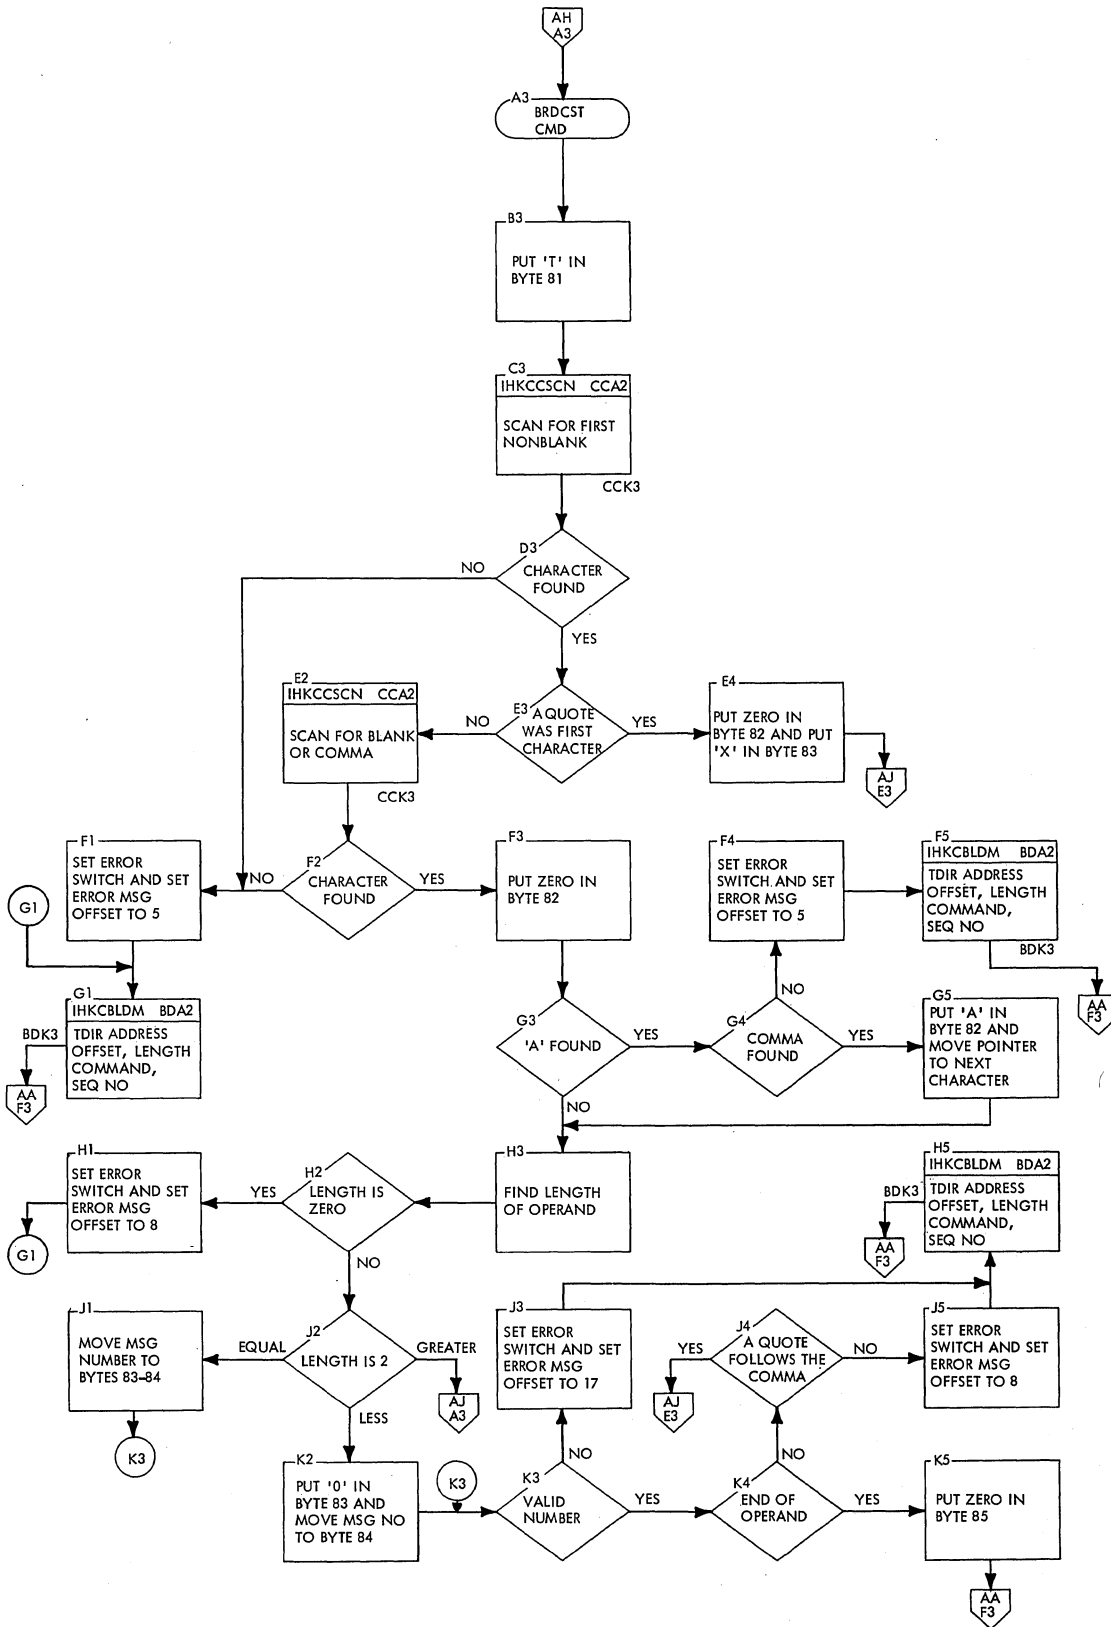 AH
A3
A3
BRDCST
CMD
B3
PUT 'T' IN
BYTE 81
C3
IHKCCSCN CCA2
SCAN FOR FIRST
NONBLANK
CCK3
D3
CHARACTER
FOUND
NO
YES
E2
IHKCCSCN CCA2
SCAN FOR BLANK
OR COMMA
CCK3
NO
E3
A QUOTE
WAS FIRST
CHARACTER
YES
E4
PUT ZERO IN
BYTE 82 AND PUT
'X' IN BYTE 83
AJ
E3
F1
SET ERROR
SWITCH AND SET
ERROR MSG
OFFSET TO 5
NO
F2
CHARACTER
FOUND
YES
F3
PUT ZERO IN
BYTE 82
F4
SET ERROR
SWITCH AND SET
ERROR MSG
OFFSET TO 5
F5
IHKCBLDM BDA2
TDIR ADDRESS
OFFSET, LENGTH
COMMAND,
SEQ NO
BDK3
AA
F3
G1
G1
IHKCBLDM BDA2
TDIR ADDRESS
OFFSET, LENGTH
COMMAND,
SEQ NO
BDK3
AA
F3
G3
'A' FOUND
YES
NO
G4
COMMA
FOUND
NO
YES
G5
PUT 'A' IN
BYTE 82 AND
MOVE POINTER
TO NEXT
CHARACTER
H1
SET ERROR
SWITCH AND SET
ERROR MSG
OFFSET TO 8
G1
YES
H2
LENGTH IS
ZERO
NO
H3
FIND LENGTH
OF OPERAND
H5
IHKCBLDM BDA2
TDIR ADDRESS
OFFSET, LENGTH
COMMAND,
SEQ NO
BDK3
AA
F3
J1
MOVE MSG
NUMBER TO
BYTES 83-84
K3
EQUAL
J2
LENGTH IS 2
GREATER
AJ
A3
LESS
J3
SET ERROR
SWITCH AND SET
ERROR MSG
OFFSET TO 17
YES
AJ
E3
J4
A QUOTE
FOLLOWS THE
COMMA
NO
J5
SET ERROR
SWITCH AND SET
ERROR MSG
OFFSET TO 8
K2
PUT '0' IN
BYTE 83 AND
MOVE MSG NO
TO BYTE 84
K3
K3
VALID
NUMBER
NO
YES
K4
END OF
OPERAND
NO
YES
K5
PUT ZERO IN
BYTE 85
AA
F3